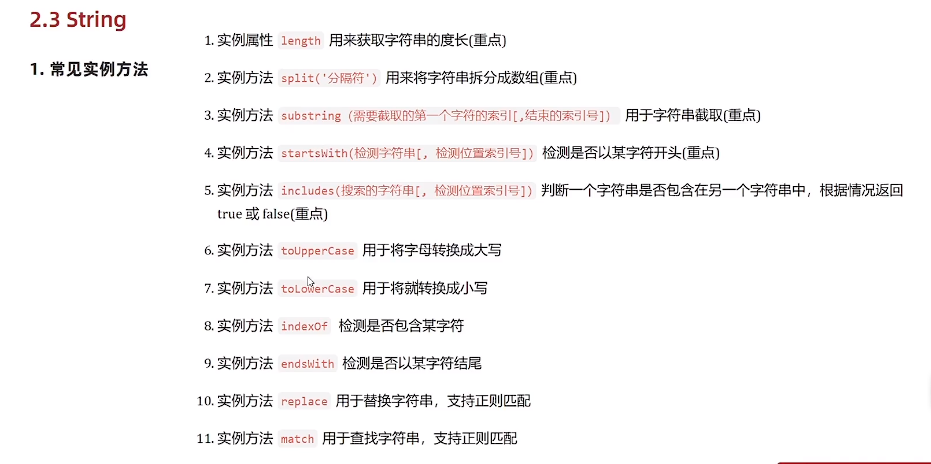 2.3 String
1. 常见实例方法
1. 实例属性 length 用来获取字符串的度长(重点)
2. 实例方法 split('分隔符') 用来将字符串拆分成数组(重点)
3. 实例方法 substring（需要截取的第一个字符的索引[,结束的索引号]） 用于字符串截取(重点)
4. 实例方法 startsWith(检测字符串[, 检测位置索引号]) 检测是否以某字符开头(重点)
5. 实例方法 includes(搜索的字符串[, 检测位置索引号]) 判断一个字符串是否包含在另一个字符串中，根据情况返回
true 或 false(重点)
6. 实例方法 toUpperCase 用于将字母转换成大写
7. 实例方法 toLowerCase 用于将就转换成小写
8. 实例方法 indexOf 检测是否包含某字符
9. 实例方法 endsWith 检测是否以某字符结尾
10. 实例方法 replace 用于替换字符串，支持正则匹配
11. 实例方法 match 用于查找字符串，支持正则匹配